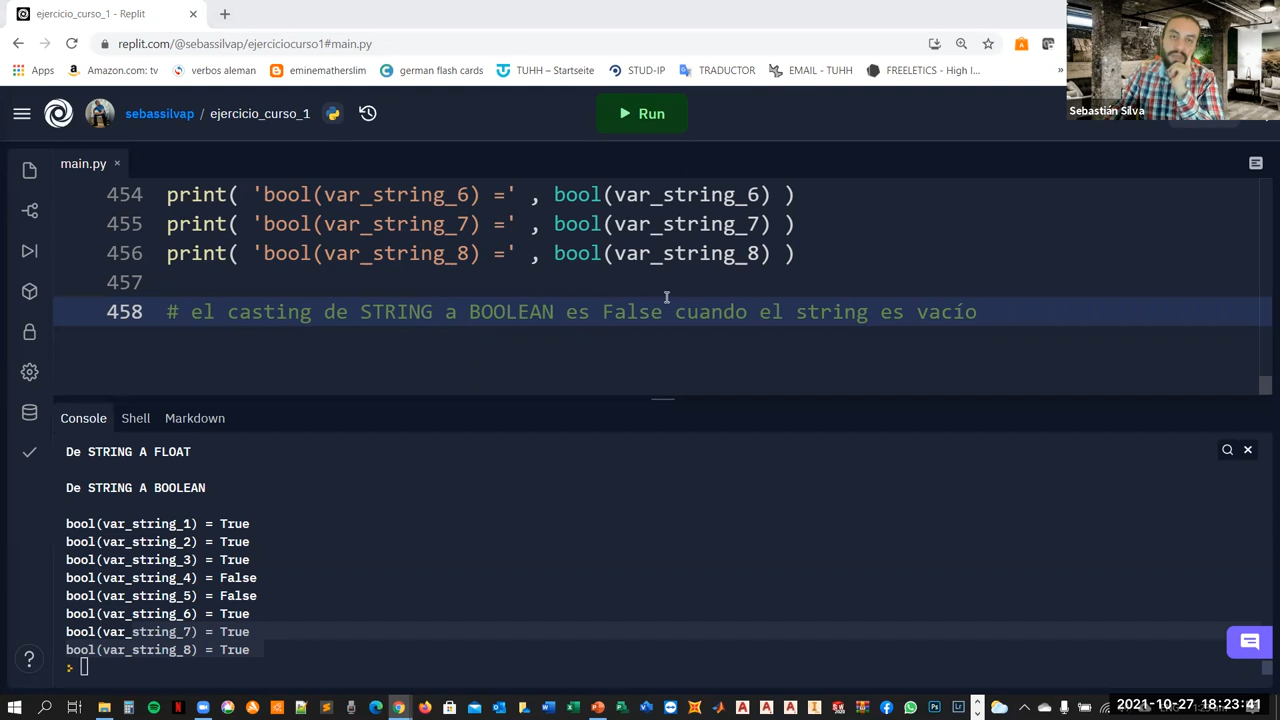 ejercicio_curso_1 - Replit
replit.com/@sebassilvap/ejerciciocurso1#main.py
Apps Amazon.com: tv verbos aleman eminemathersIim german flash cards TUHH – Startseite STUD-IP TRADUCTOR EMAIL - TUHH FREELETICS - High I... »
Sebastián Silva
sebassilvap / ejercicio_curso_1
Run
main.py
454 print( 'bool(var_string_6) =' , bool(var_string_6) )
455 print( 'bool(var_string_7) =' , bool(var_string_7) )
456 print( 'bool(var_string_8) =' , bool(var_string_8) )
457
458 # el casting de STRING a BOOLEAN es False cuando el string es vacío
Console Shell Markdown
De STRING A FLOAT
De STRING A BOOLEAN
bool(var_string_1) = True
bool(var_string_2) = True
bool(var_string_3) = True
bool(var_string_4) = False
bool(var_string_5) = False
bool(var_string_6) = True
bool(var_string_7) = True
bool(var_string_8) = True
2021-10-27 18:23:41